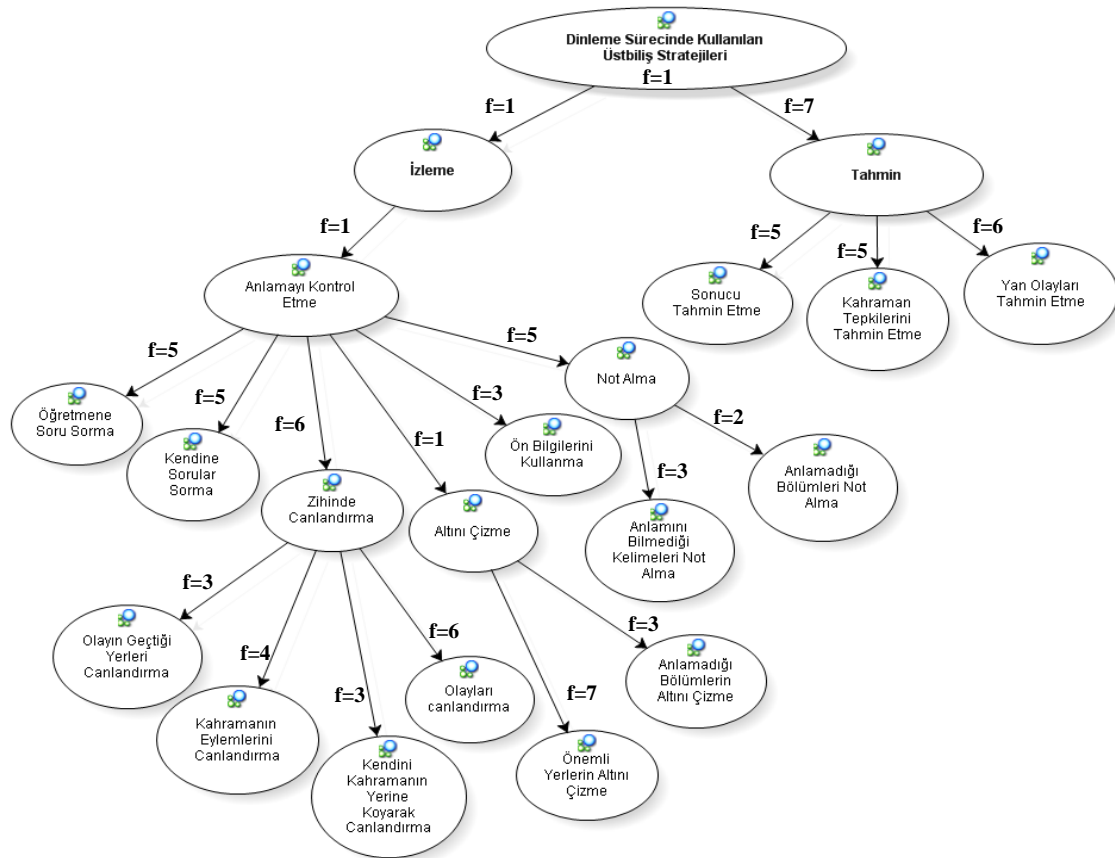 Dinleme Sürecinde Kullanılan
Üstbiliş Stratejileri
f=1
f=1
f=7
İzleme
Tahmin
f=1
f=5
f=5
f=6
Anlamayı Kontrol
Etme
Sonucu
Tahmin Etme
Kahraman
Tepkilerini
Tahmin Etme
Yan Olayları
Tahmin Etme
f=5
f=5
f=6
f=1
f=3
f=5
Not Alma
Öğretmene
Soru Sorma
Kendine
Sorular
Sorma
Zihinde
Canlandırma
Altını Çizme
Ön Bilgilerini
Kullanma
f=3
f=2
Anlamını
Bilmediği
Kelimeleri Not
Alma
Anlamadığı
Bölümleri Not
Alma
f=3
f=4
f=3
f=6
f=7
f=3
Olayın Geçtiği
Yerleri
Canlandırma
Kahramanın
Eylemlerini
Canlandırma
Kendini
Kahramanın
Yerine
Koyarak
Canlandırma
Olayları
canlandırma
Önemli
Yerlerin Altını
Çizme
Anlamadığı
Bölümlerin
Altını Çizme